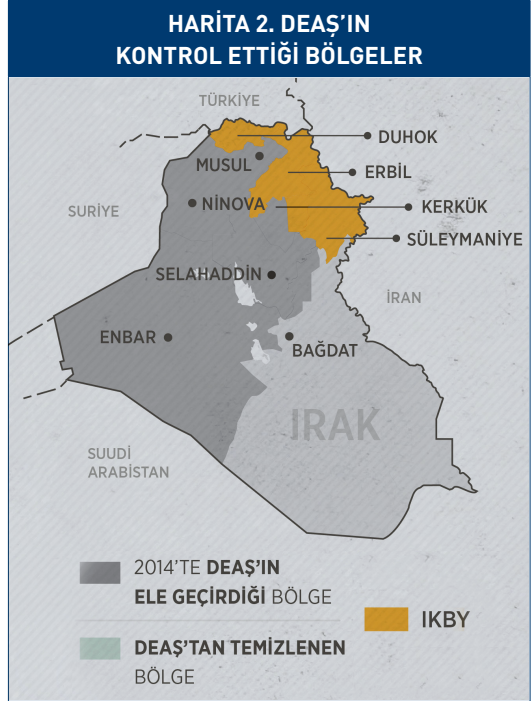 HARİTA 2. DEAŞ'IN
KONTROL ETTİĞİ BÖLGELER
TÜRKİYE
DUHOK
MUSUL
ERBİL
SURİYE
NİNOVA
KERKÜK
SÜLEYMANİYE
SELAHADDİN
İRAN
ENBAR
BAĞDAT
IRAK
SUUDİ
ARABİSTAN
2014'TE DEAŞ'IN
ELE GEÇİRDİĞİ BÖLGE
IKBY
DEAŞ'TAN TEMİZLENEN
BÖLGE